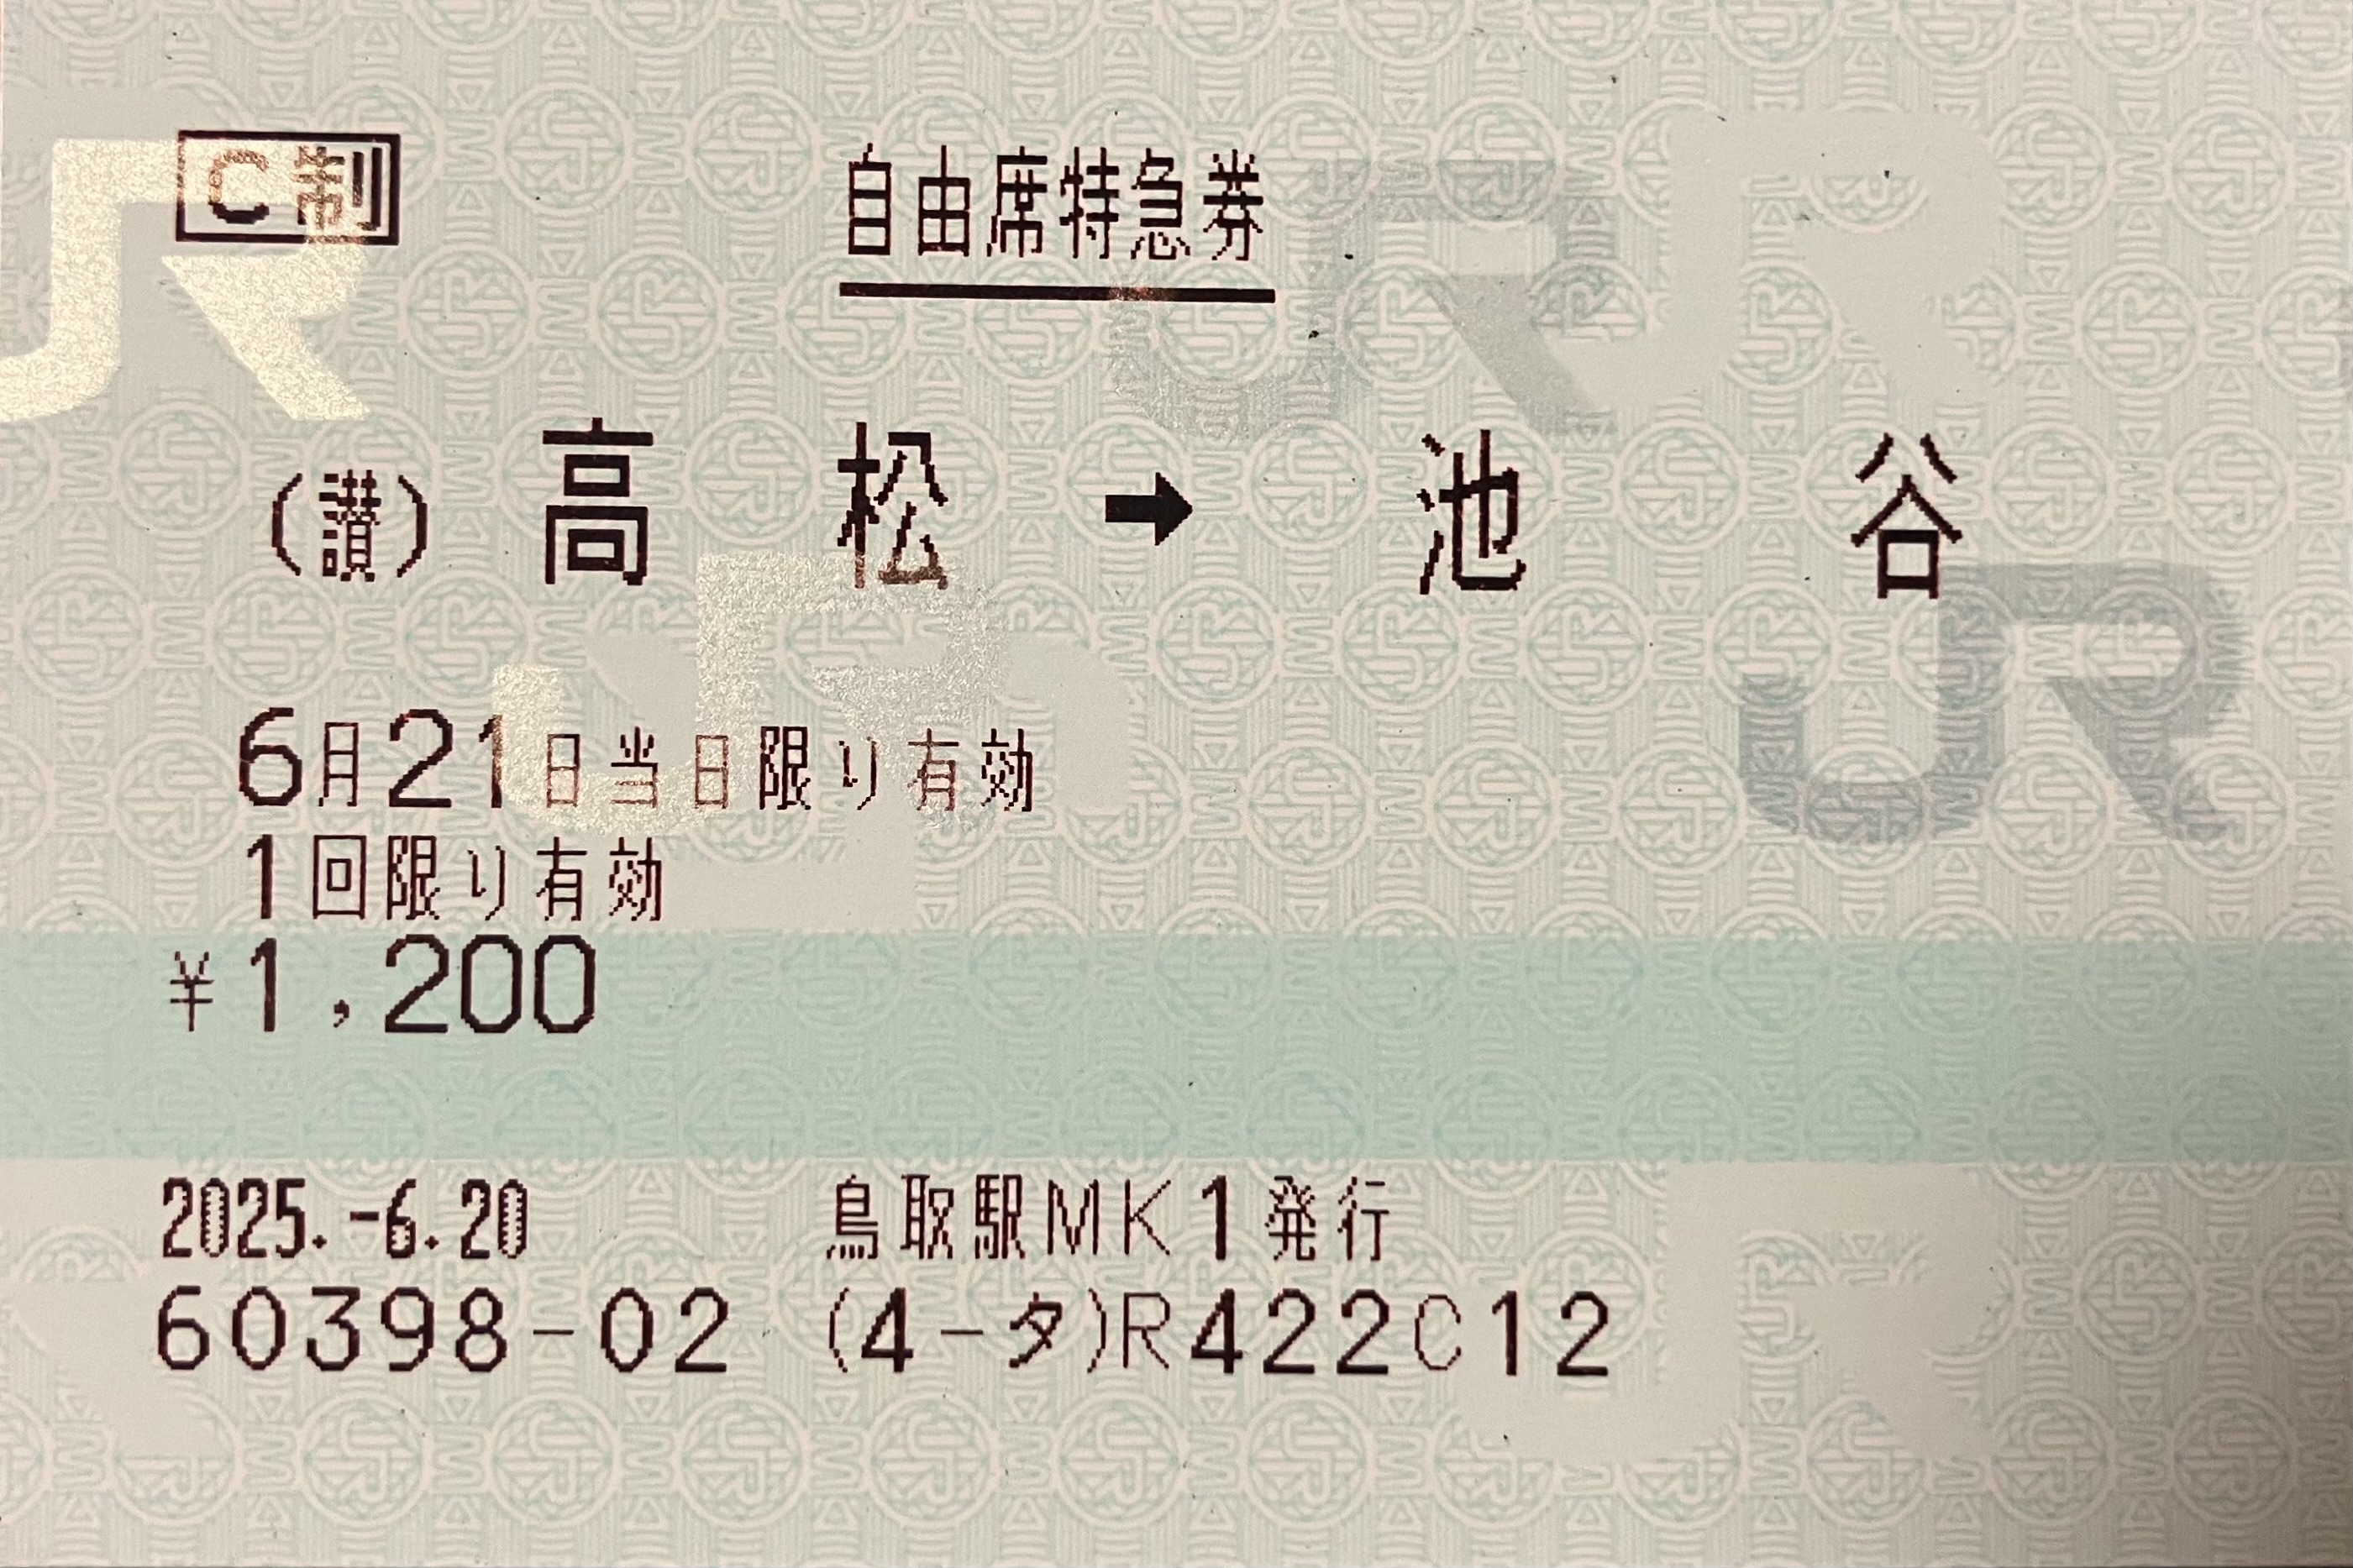 C制 自由席特急券
(讃)高松 ➡ 池谷
6月21日当日限り有効
1回限り有効
¥1,200
2025.-6.20 鳥取駅MK1発行
60398-02 (4-タ)R422C12